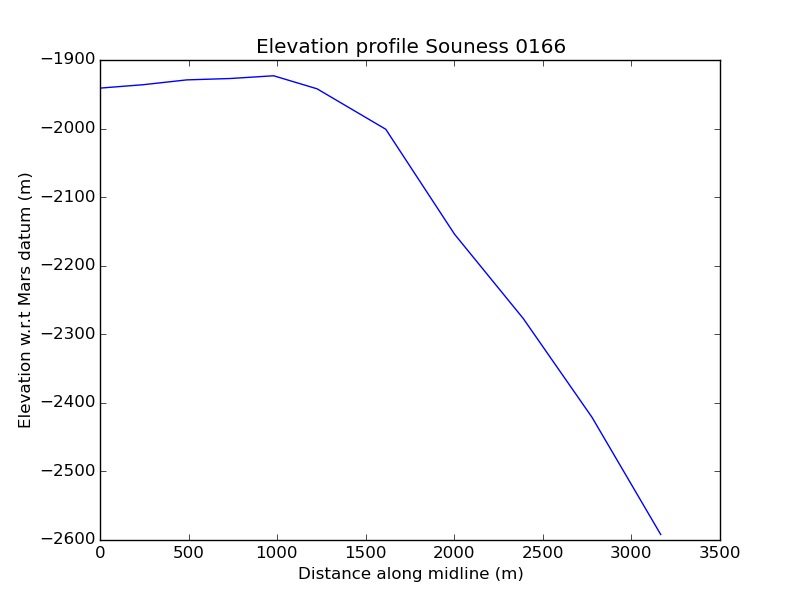 Elevation profile Souness 0166
−1900
−2000
−2100
−2200
−2300
−2400
−2500
−2600
Elevation w.r.t Mars datum (m)
0 500 1000 1500 2000 2500 3000 3500
Distance along midline (m)